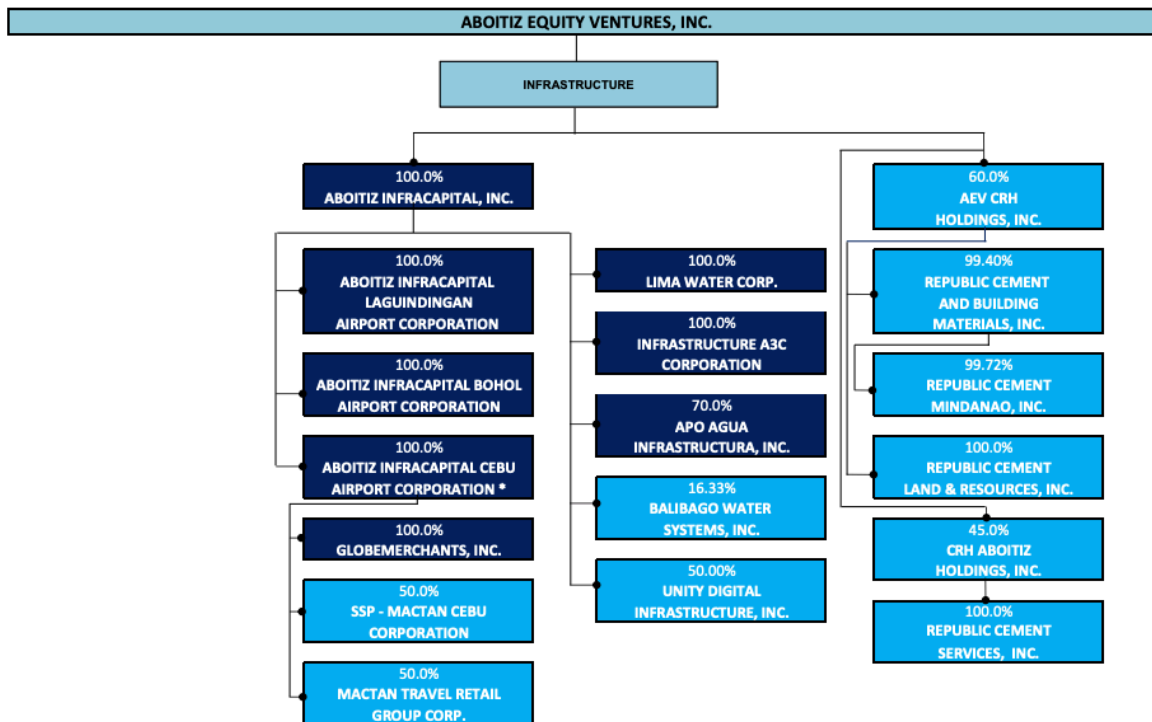 ABOITIZ EQUITY VENTURES, INC.
INFRASTRUCTURE
100.0%
ABOITIZ INFRACAPITAL, INC.
100.0%
ABOITIZ INFRACAPITAL
LAGUINDINGAN
AIRPORT CORPORATION
100.0%
ABOITIZ INFRACAPITAL BOHOL
AIRPORT CORPORATION
100.0%
ABOITIZ INFRACAPITAL CEBU
AIRPORT CORPORATION *
100.0%
GLOBEMERCHANTS, INC.
50.0%
SSP - MACTAN CEBU
CORPORATION
50.0%
MACTAN TRAVEL RETAIL
GROUP CORP.
100.0%
LIMA WATER CORP.
100.0%
INFRASTRUCTURE A3C
CORPORATION
70.0%
APO AGUA
INFRASTRUCTURA, INC.
16.33%
BALIBAGO WATER
SYSTEMS, INC.
50.00%
UNITY DIGITAL
INFRASTRUCTURE, INC.
60.0%
AEV CRH
HOLDINGS, INC.
99.40%
REPUBLIC CEMENT
AND BUILDING
MATERIALS, INC.
99.72%
REPUBLIC CEMENT
MINDANAO, INC.
100.0%
REPUBLIC CEMENT
LAND & RESOURCES, INC.
45.0%
CRH ABOITIZ
HOLDINGS, INC.
100.0%
REPUBLIC CEMENT
SERVICES, INC.